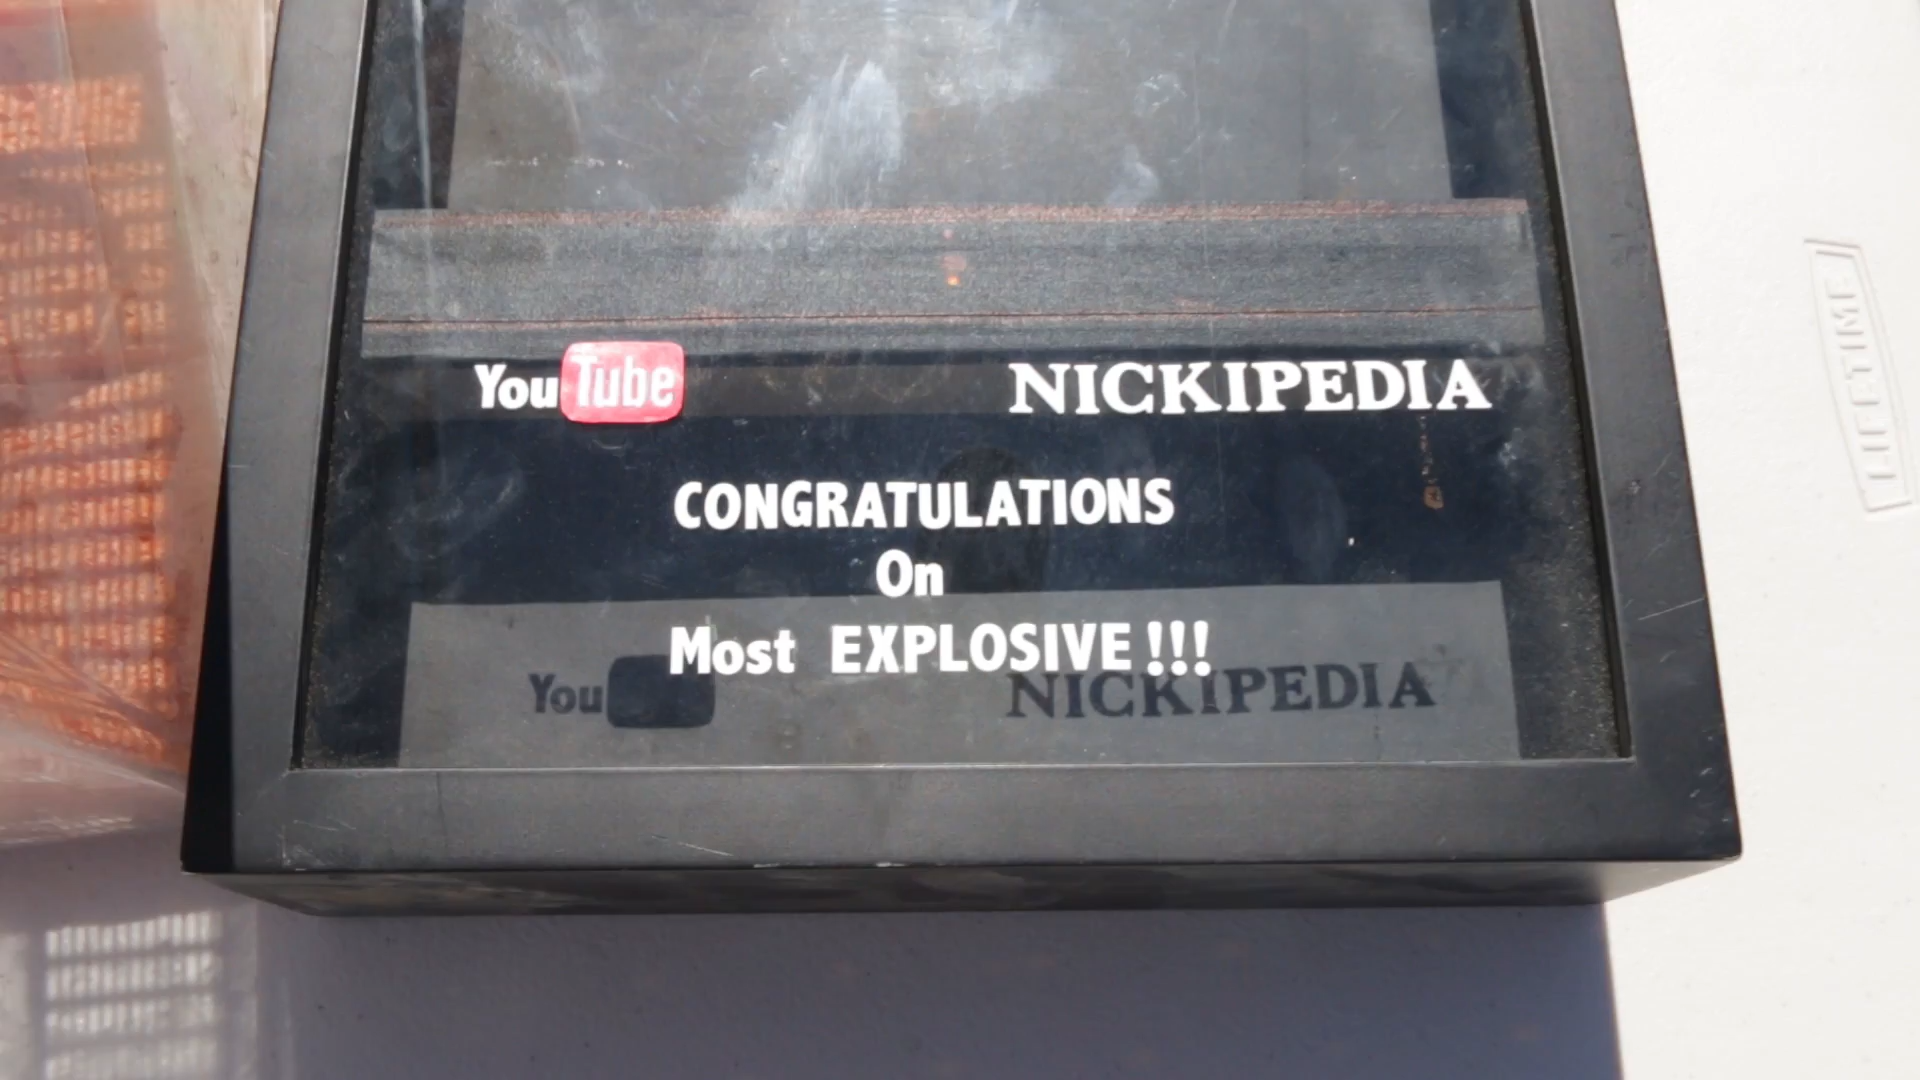 YouTube NICKIPEDIA
CONGRATULATIONS
On
Most EXPLOSIVE!!!
You NICKIPEDIA
LIFETIME